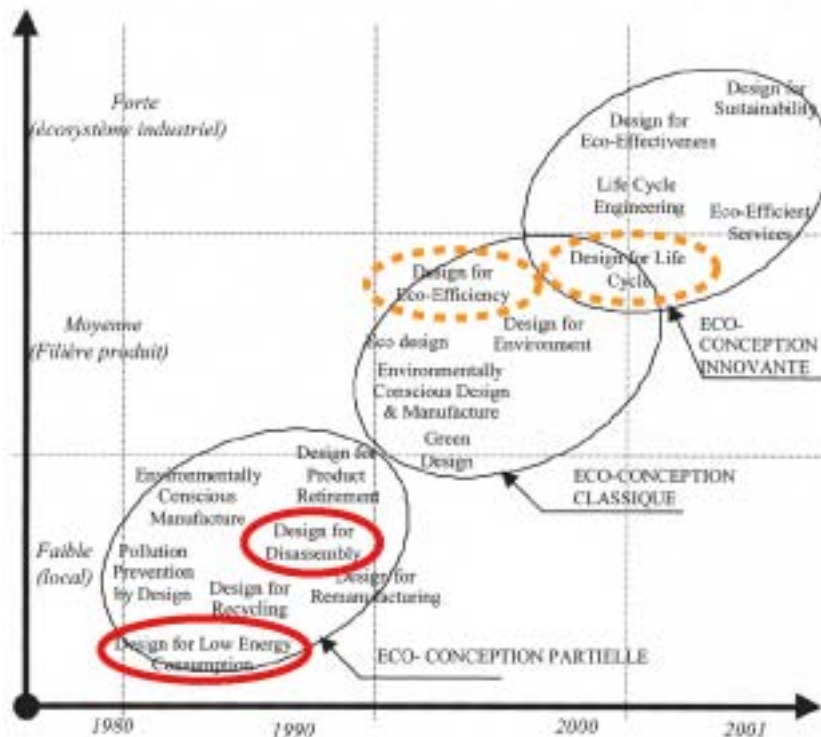 Forte
(écosystème industriel)
Design for
Sustainability
Design for
Eco-Effectiveness
Life Cycle
Engineering
Eco-Efficient
Services
Design for Life
Cycle
ECO-
CONCEPTION
INNOVANTE
Moyenne
(Filière produit)
Design for
Eco-Efficiency
Eco design
Design for
Environment
Environmentally
Conscious Design
& Manufacture
Green
Design
ECO-CONCEPTION
CLASSIQUE
Faible
(local)
Environmentally
Conscious
Manufacture
Design for
Product
Retirement
Design for
Disassembly
Pollution
Prevention
by Design
Design for
Recycling
Design for
Remanufacturing
Design for Low Energy
Consumption
ECO- CONCEPTION PARTIELLE
1980
1990
2000
2001